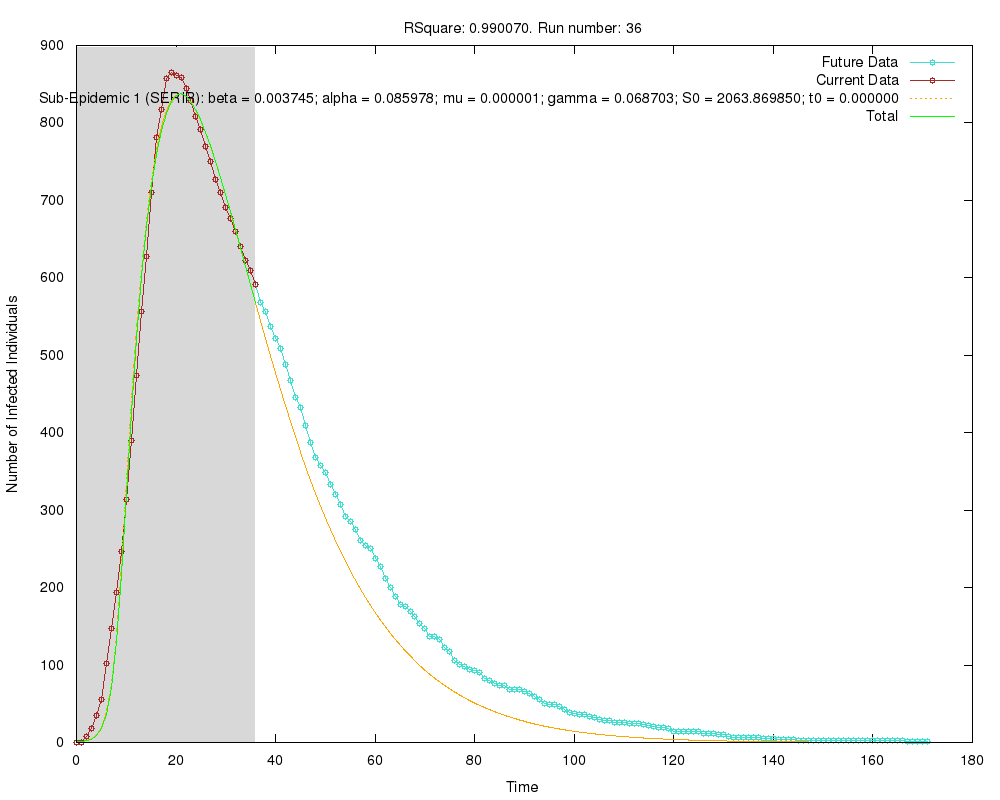 RSquare: 0.990070. Run number: 36
900
800
700
600
500
400
300
200
100
0
Number of Infected Individuals
Future Data
Current Data
Sub-Epidemic 1 beta = 0.003745; alpha = 0.085978; mu = 0.000001; gamma = 0.068703; S0 = 2063.869850; t0 = 0.000000
Total
0 20 40 60 80 100 120 140 160 180
Time